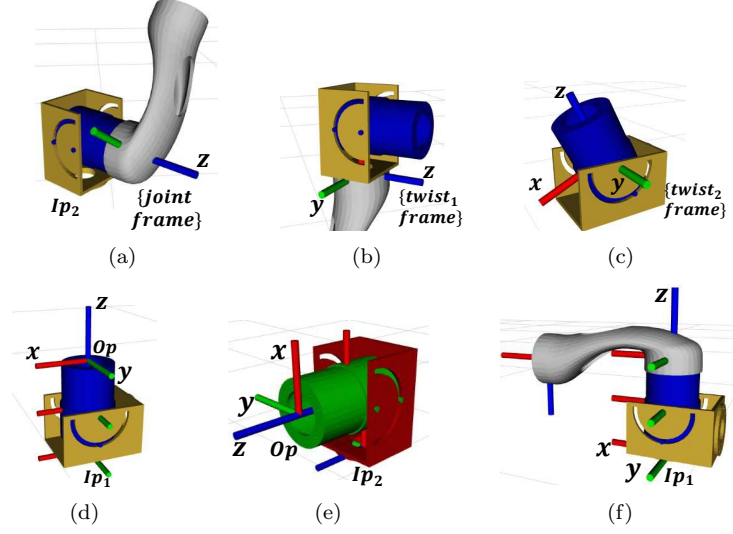 z
Ip2
{joint
frame}
(a)
y
z
{twist1
frame}
(b)
z
x
y
{twist2
frame}
(c)
z
Op
x
y
Ip1
(d)
x
y
z
Op
Ip2
(e)
z
x
y
Ip1
(f)